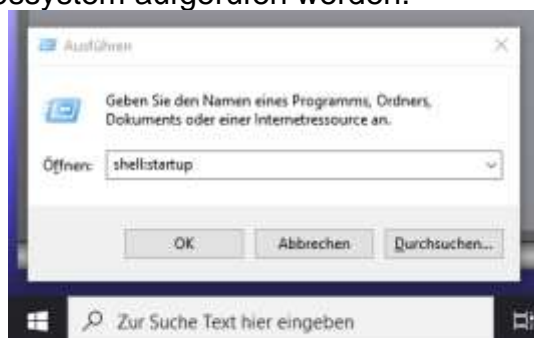 system aufgerufen werden.
Ausführen
Geben Sie den Namen eines Programms, Ordners,
Dokuments oder einer Internetressource an.
Öffnen: shell:startup
OK Abbrechen Durchsuchen...
Zur Suche Text hier eingeben